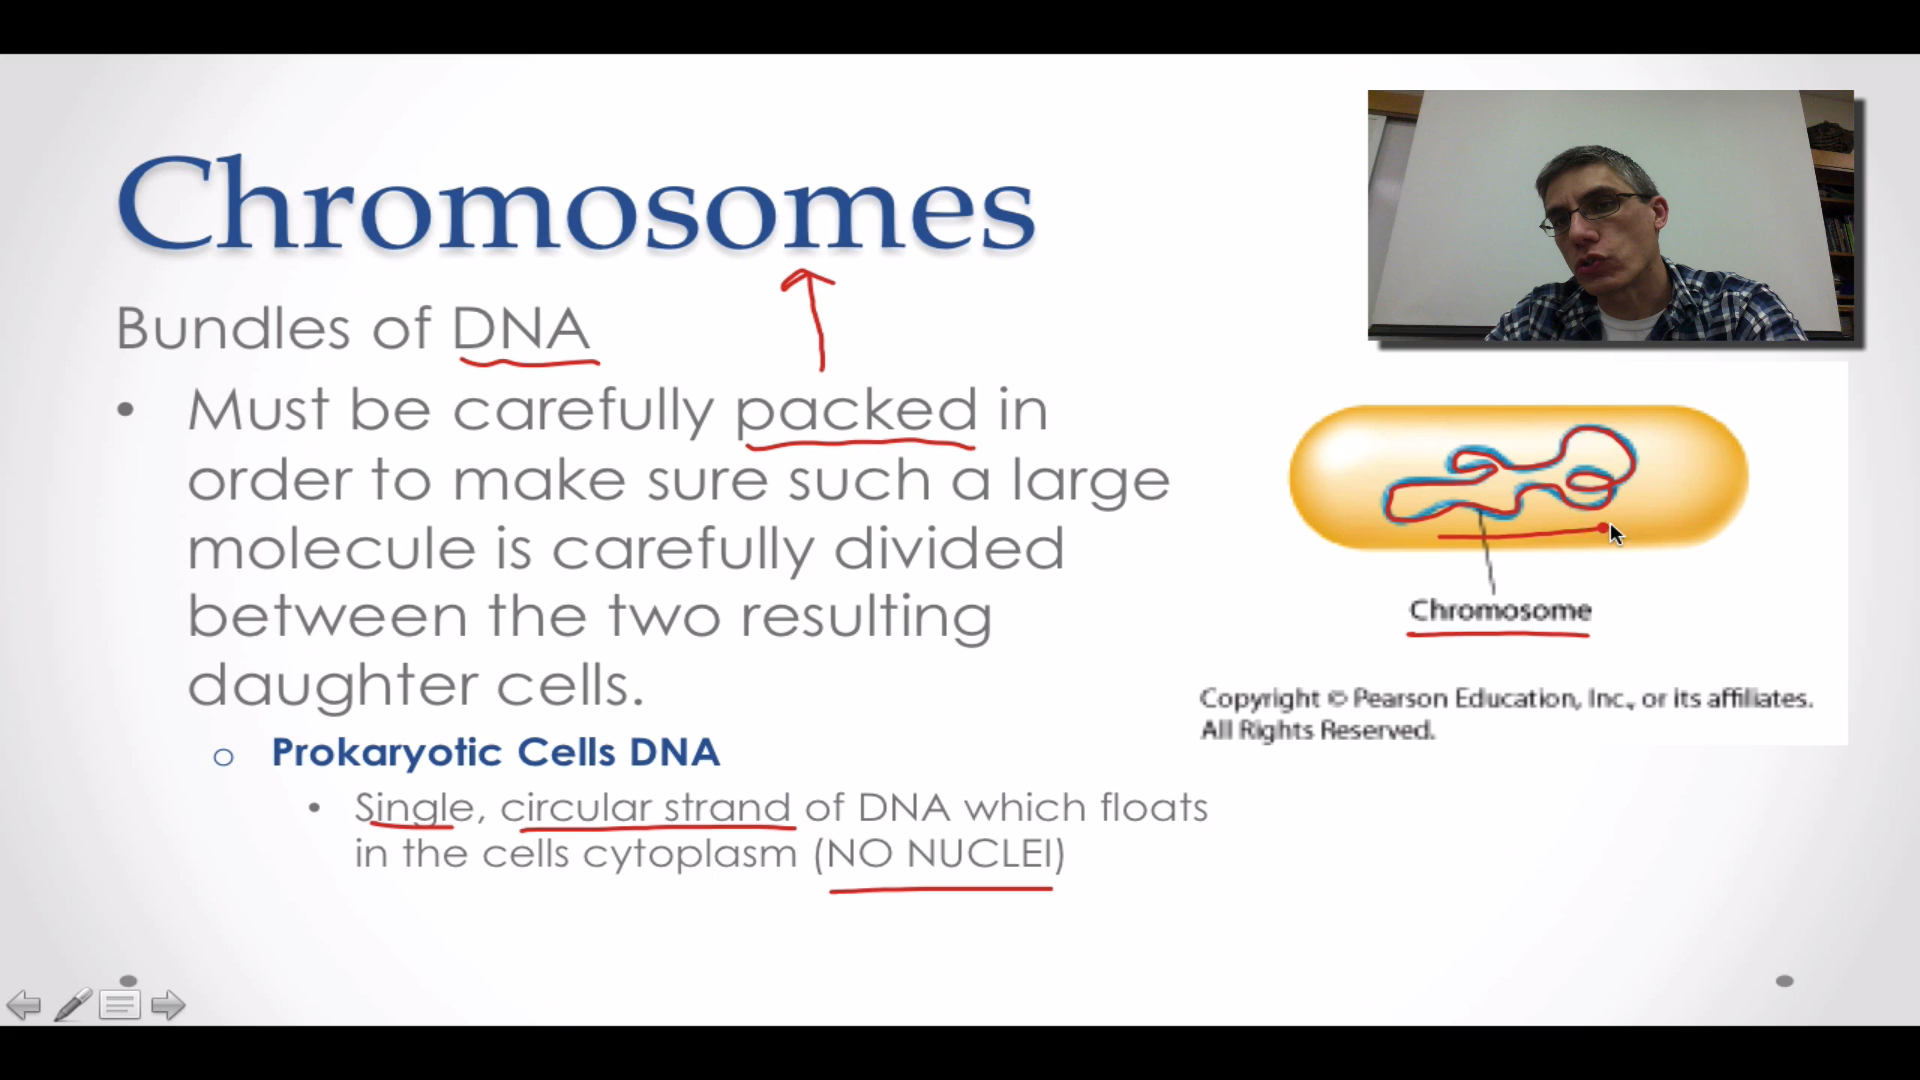 Chromosomes
Bundles of DNA
• Must be carefully packed in
order to make sure such a large
molecule is carefully divided
between the two resulting
daughter cells.
o Prokaryotic Cells DNA
• Single, circular strand of DNA which floats
in the cells cytoplasm (NO NUCLEI)
Chromosome
Copyright © Pearson Education, Inc., or its affiliates.
All Rights Reserved.